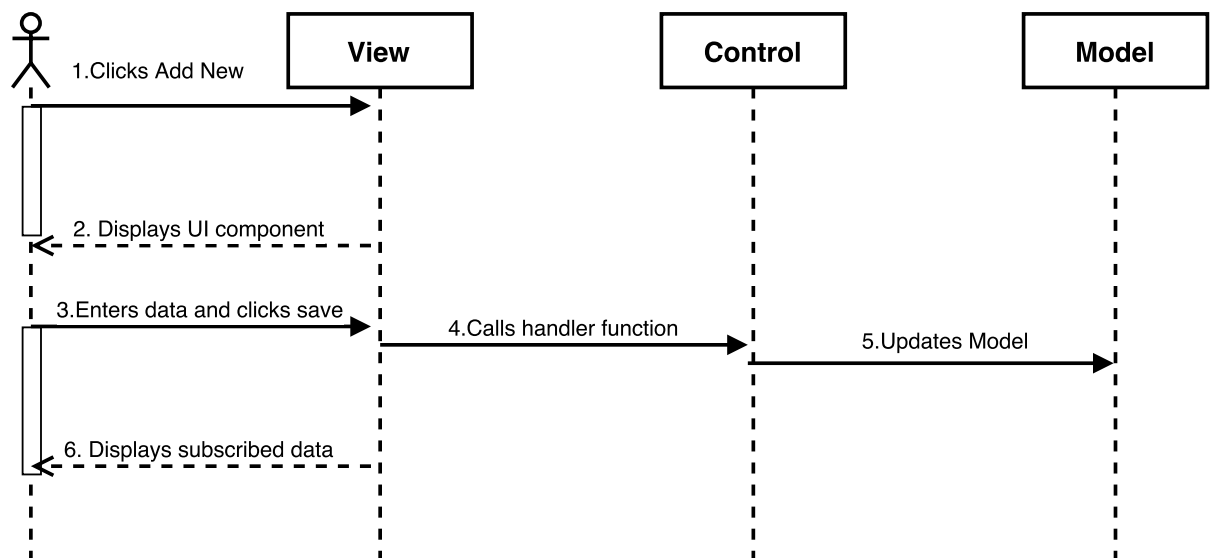 View
Control
Model
1.Clicks Add New
2. Displays UI component
3.Enters data and clicks save
4.Calls handler function
5.Updates Model
6. Displays subscribed data